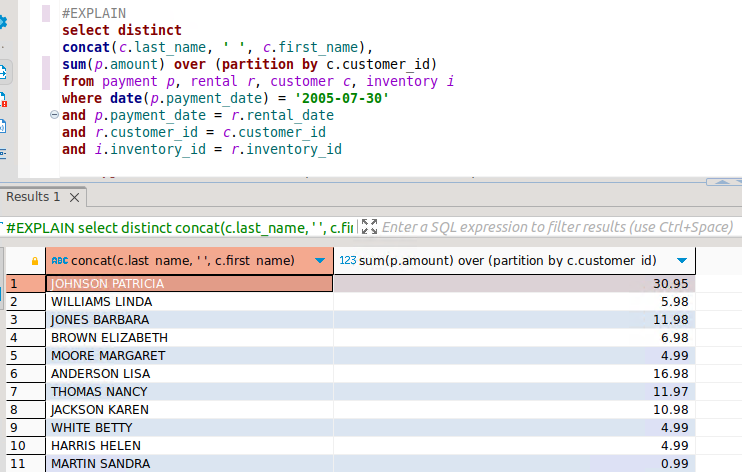 #EXPLAIN
select distinct
concat(c.last_name, ' ', c.first_name),
sum(p.amount) over (partition by c.customer_id)
from payment p, rental r, customer c, inventory i
where date(p.payment_date) = '2005-07-30'
and p.payment_date = r.rental_date
and r.customer_id = c.customer_id
and i.inventory_id = r.inventory_id
Results 1
#EXPLAIN select distinct concat(c.last_name, ' ', c.fir Enter a SQL expression to filter results (use Ctrl+Space)
ABC concat(c.last_name, ' ', c.first_name) 123 sum(p.amount) over (partition by c.customer_id)
1 JOHNSON PATRICIA 30.95
2 WILLIAMS LINDA 5.98
3 JONES BARBARA 11.98
4 BROWN ELIZABETH 6.98
5 MOORE MARGARET 4.99
6 ANDERSON LISA 16.98
7 THOMAS NANCY 11.97
8 JACKSON KAREN 10.98
9 WHITE BETTY 4.99
10 HARRIS HELEN 4.99
11 MARTIN SANDRA 0.99